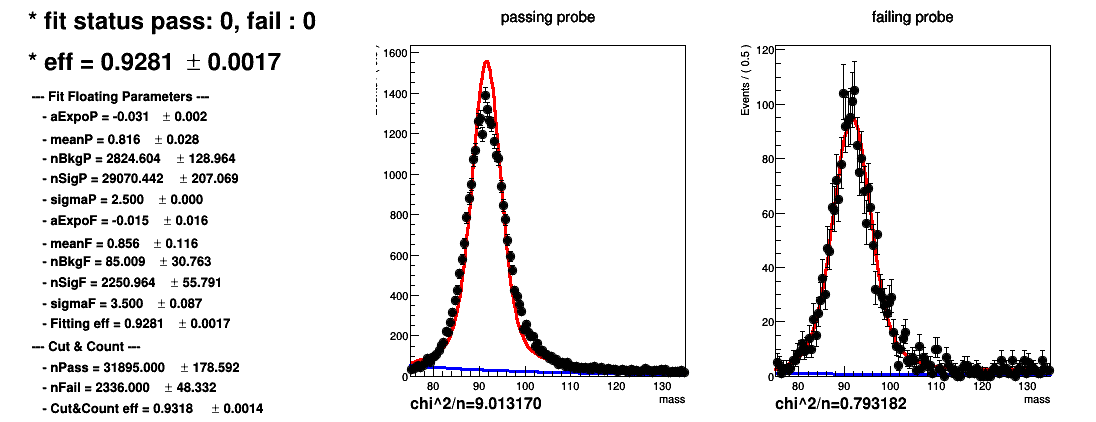 * fit status pass: 0, fail : 0
* eff = 0.9281 ± 0.0017
--- Fit Floating Parameters ---
- aExpoP = -0.031 ± 0.002
- meanP = 0.816 ± 0.028
- nBkgP = 2824.604 ± 128.964
- nSigP = 29070.442 ± 207.069
- sigmaP = 2.500 ± 0.000
- aExpoF = -0.015 ± 0.016
- meanF = 0.856 ± 0.116
- nBkgF = 85.009 ± 30.763
- nSigF = 2250.964 ± 55.791
- sigmaF = 3.500 ± 0.087
- Fitting eff = 0.9281 ± 0.0017
--- Cut & Count ---
- nPass = 31895.000 ± 178.592
- nFail = 2336.000 ± 48.332
- Cut&Count eff = 0.9318 ± 0.0014
passing probe
1600
1400
1200
1000
800
600
400
200
0
80 90 100 110 120 130
mass
chi^2/n=9.013170
failing probe
Events / ( 0.5 )
120
100
80
60
40
20
0
80 90 100 110 120 130
mass
chi^2/n=0.793182